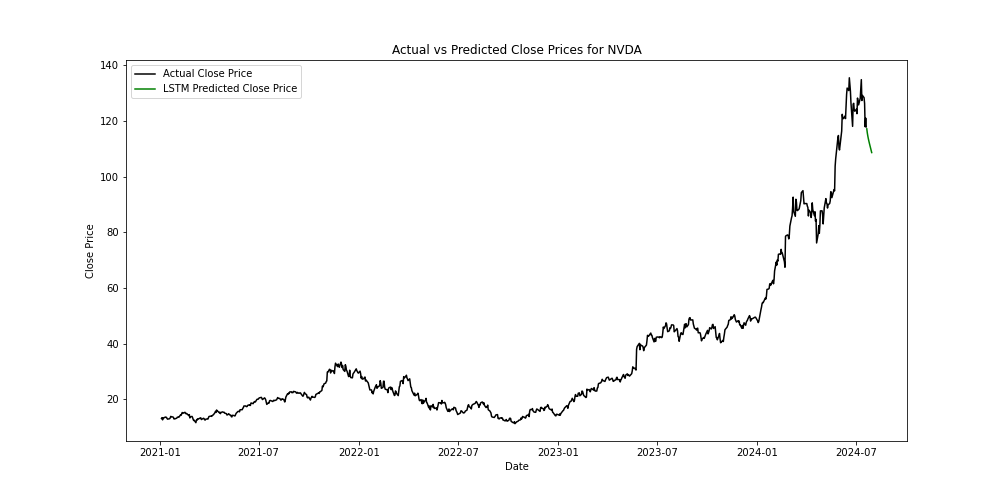 Actual vs Predicted Close Prices for NVDA
Actual Close Price
LSTM Predicted Close Price
140
120
100
80
60
40
20
Close Price
2021-01 2021-07 2022-01 2022-07 2023-01 2023-07 2024-01 2024-07
Date